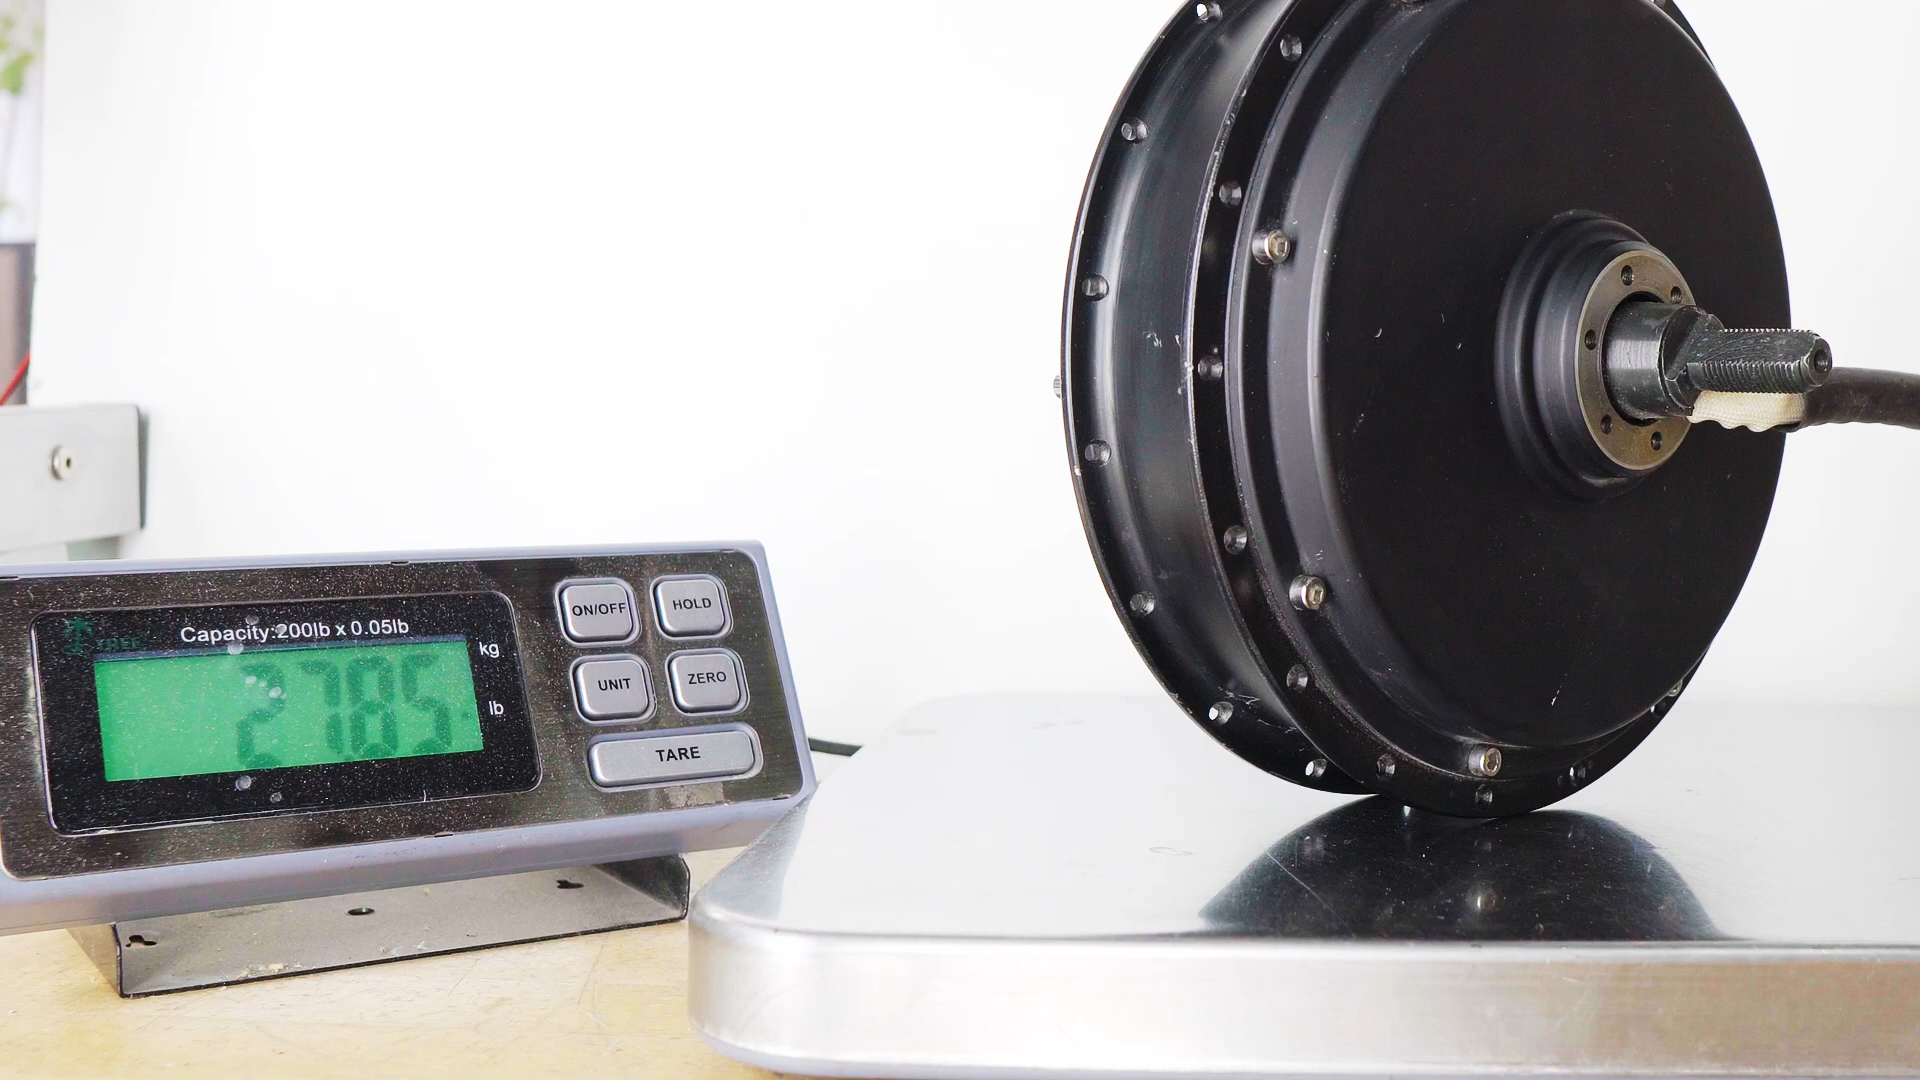 Capacity:200lb x 0.05lb
kg
27.85
lb
ON/OFF
HOLD
UNIT
ZERO
TARE